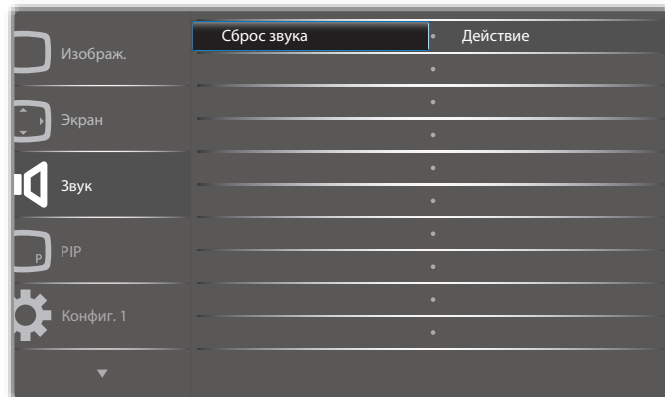 Сброс звука
Действие
Изображ.
Экран
Звук
P
PIP
Конфиг. 1